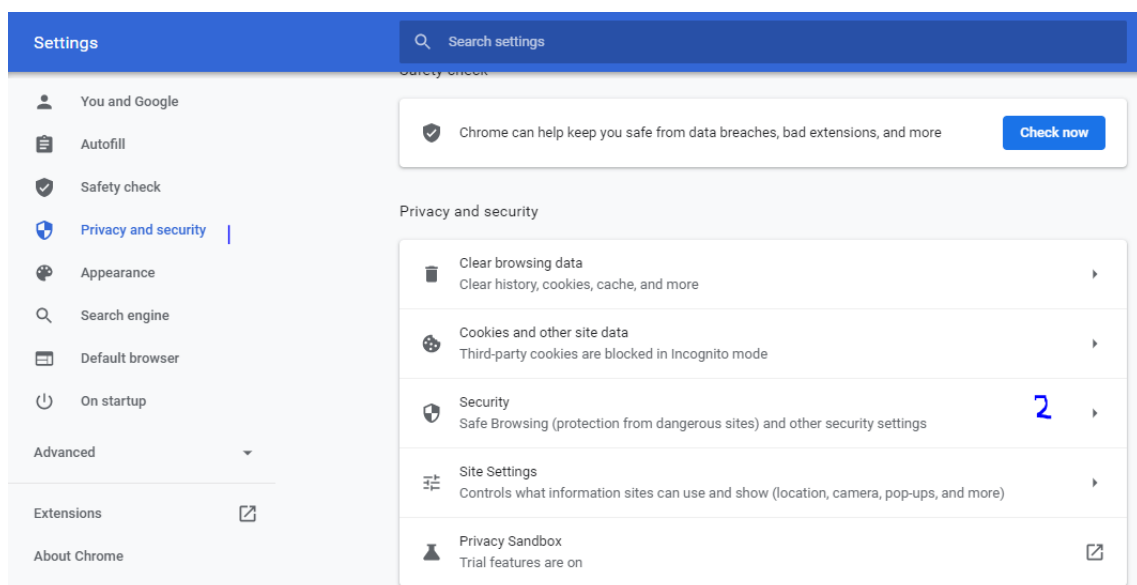 Settings
Search settings
Safety check
You and Google
Autofill
Safety check
Privacy and security 1
Appearance
Search engine
Default browser
On startup
Advanced
Extensions
About Chrome
Chrome can help keep you safe from data breaches, bad extensions, and more
Check now
Privacy and security
Clear browsing data
Clear history, cookies, cache, and more
Cookies and other site data
Third-party cookies are blocked in Incognito mode
Security
Safe Browsing (protection from dangerous sites) and other security settings
2
Site Settings
Controls what information sites can use and show (location, camera, pop-ups, and more)
Privacy Sandbox
Trial features are on